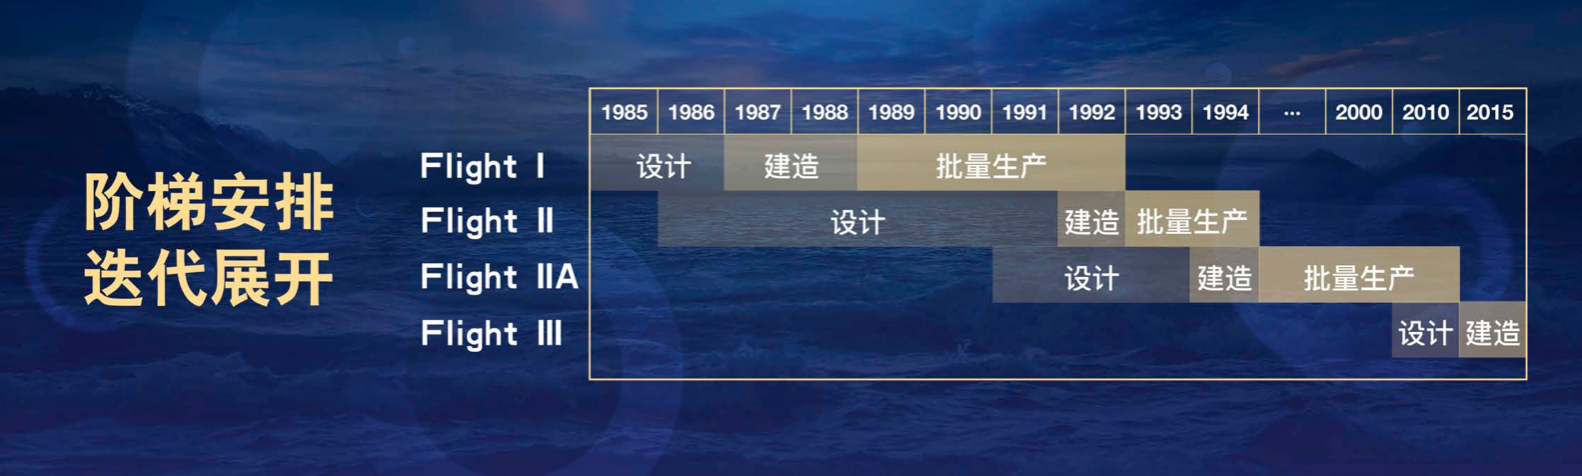 阶梯安排
迭代展开
1985 1986 1987 1988 1989 1990 1991 1992 1993 1994 ... 2000 2010 2015
Flight I 设计 建造 批量生产
Flight II 设计 建造 批量生产
Flight IIA 设计 建造 批量生产
Flight III 设计 建造